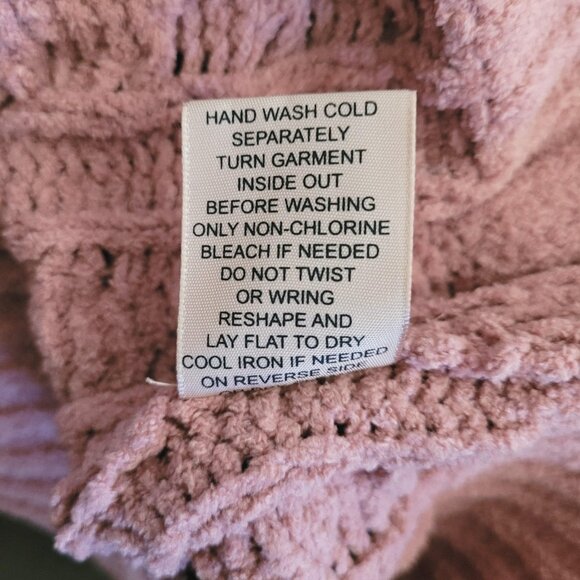 HAND WASH COLD
SEPARATELY
TURN GARMENT
INSIDE OUT
BEFORE WASHING
ONLY NON-CHLORINE
BLEACH IF NEEDED
DO NOT TWIST
OR WRING
RESHAPE AND
LAY FLAT TO DRY
COOL IRON IF NEEDED
ON REVERSE SIDE